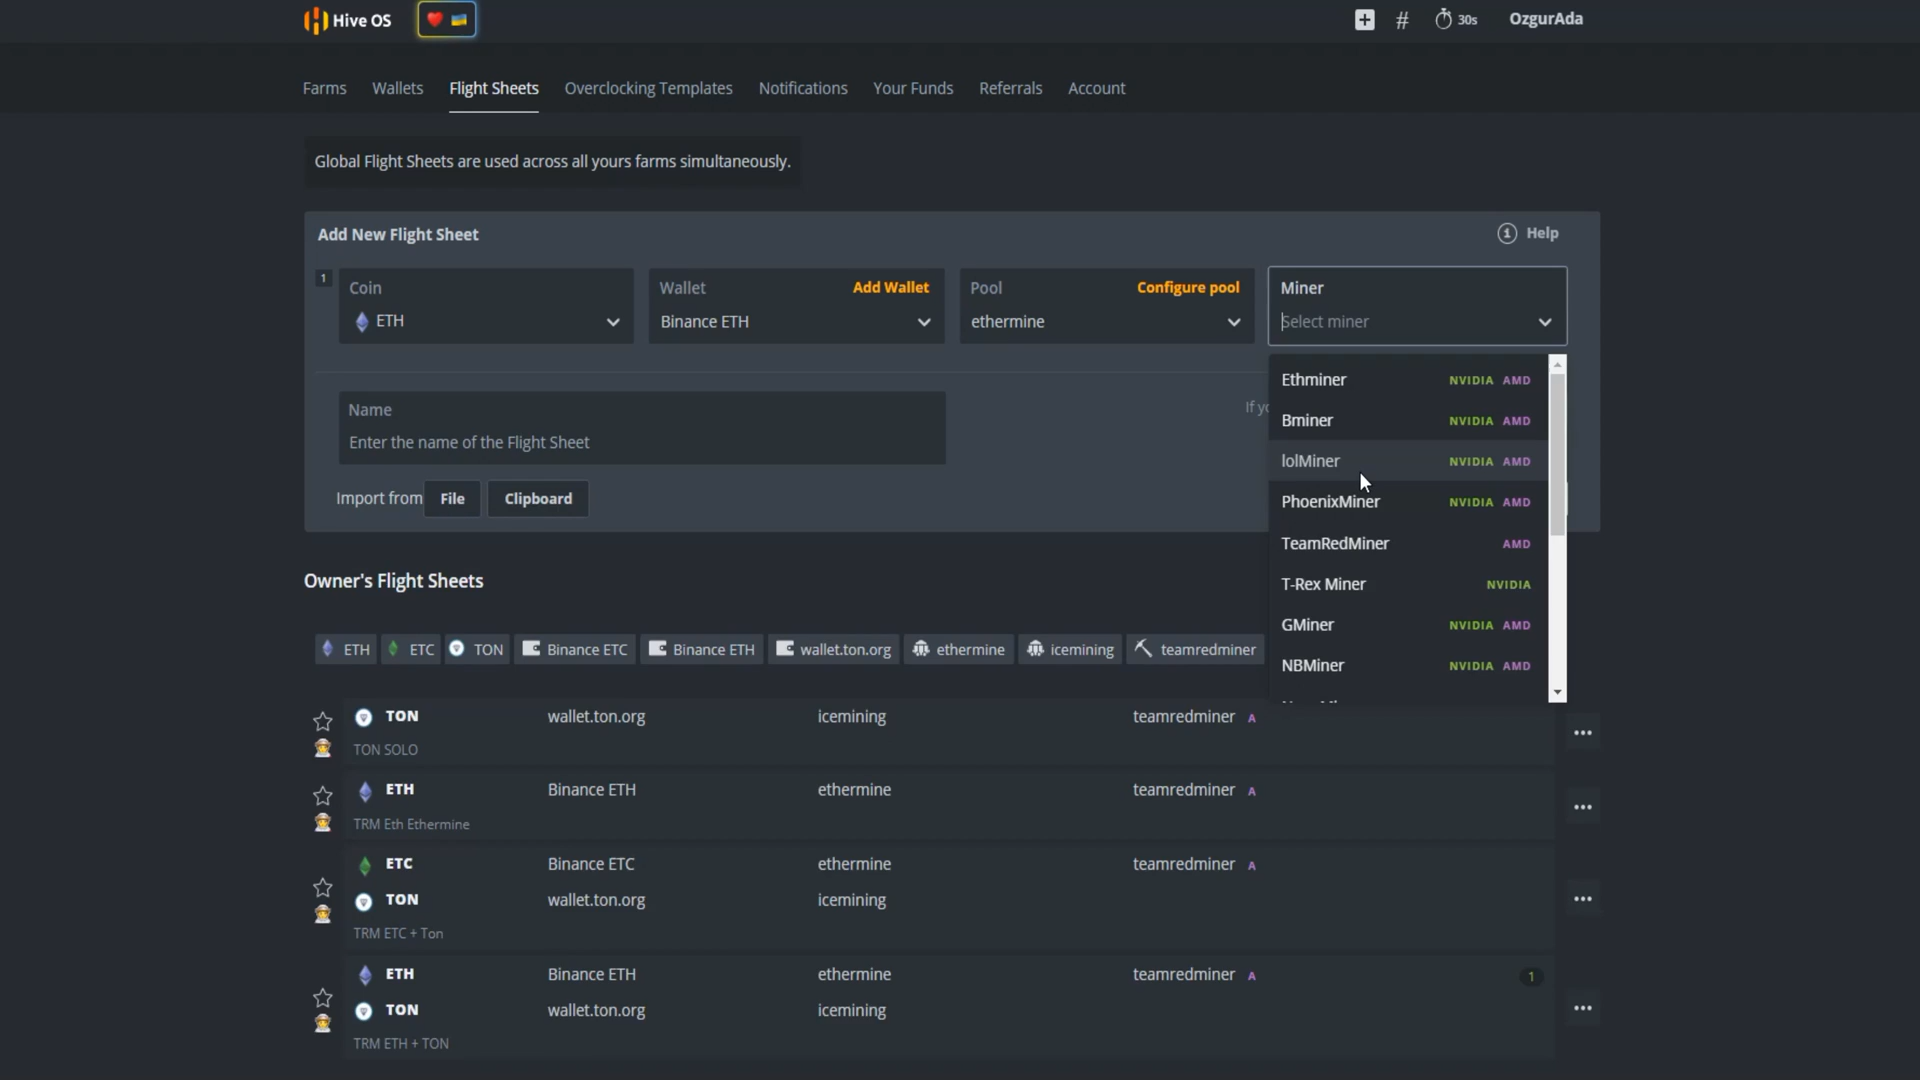 Hive OS
# 30s OzgurAda
Farms Wallets Flight Sheets Overclocking Templates Notifications Your Funds Referrals Account
Global Flight Sheets are used across all yours farms simultaneously.
Add New Flight Sheet
Help
1
Coin
ETH
Wallet Add Wallet
Binance ETH
Pool Configure pool
ethermine
Miner
Select miner
Ethminer NVIDIA AMD
Bminer NVIDIA AMD
lolMiner NVIDIA AMD
PhoenixMiner NVIDIA AMD
TeamRedMiner AMD
T-Rex Miner NVIDIA
GMiner NVIDIA AMD
NBMiner NVIDIA AMD
Name
Enter the name of the Flight Sheet
If
Import from File Clipboard
Owner's Flight Sheets
ETH ETC TON Binance ETC Binance ETH wallet.ton.org ethermine icemining teamredminer
TON wallet.ton.org icemining teamredminer A
TON SOLO
ETH Binance ETH ethermine teamredminer A
TRM Eth Ethermine
ETC Binance ETC ethermine teamredminer A
TON wallet.ton.org icemining
TRM ETC + Ton
ETH Binance ETH ethermine teamredminer A 1
TON wallet.ton.org icemining
TRM ETH + TON